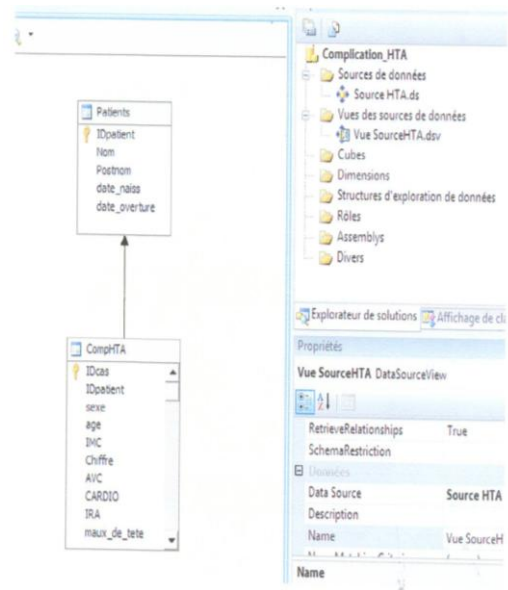 Patients
IDpatient
Nom
Postnom
date_naiss
date_overture
CompHTA
IDcas
IDpatient
sexe
age
IMC
Chiffre
AVC
CARDIO
IRA
maux_de_tete
Complication_HTA
Sources de données
Source HTA.ds
Vues des sources de données
Vue SourceHTA.dsv
Cubes
Dimensions
Structures d'exploration de données
Rôles
Assemblys
Divers
Explorateur de solutions
Affichage de cla
Propriétés
Vue SourceHTA DataSourceView
RetrieveRelationships True
SchemaRestriction
Données
Data Source Source HTA
Description
Name Vue SourceH
Name